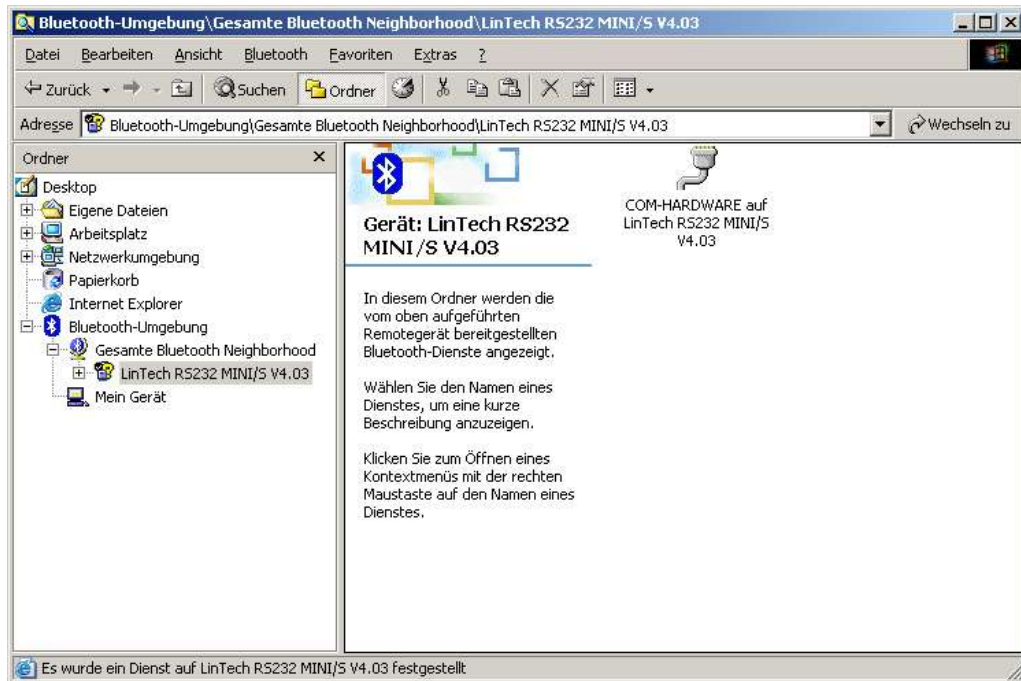 Bluetooth-Umgebung\Gesamte Bluetooth Neighborhood\LinTech RS232 MINI/S V4.03
Datei Bearbeiten Ansicht Bluetooth Favoriten Extras ?
Zurück Suchen Ordner
Adresse Bluetooth-Umgebung\Gesamte Bluetooth Neighborhood\LinTech RS232 MINI/S V4.03 Wechseln zu
Ordner
Desktop
Eigene Dateien
Arbeitsplatz
Netzwerkumgebung
Papierkorb
Internet Explorer
Bluetooth-Umgebung
Gesamte Bluetooth Neighborhood
LinTech RS232 MINI/S V4.03
Mein Gerät
Gerät: LinTech RS232
MINI/S V4.03
In diesem Ordner werden die
vom oben aufgeführten
Remotegerät bereitgestellten
Bluetooth-Dienste angezeigt.
Wählen Sie den Namen eines
Dienstes, um eine kurze
Beschreibung anzuzeigen.
Klicken Sie zum Öffnen eines
Kontextmenüs mit der rechten
Maustaste auf den Namen eines
Dienstes.
COM-HARDWARE auf
LinTech RS232 MINI/S
V4.03
Es wurde ein Dienst auf LinTech RS232 MINI/S V4.03 festgestellt